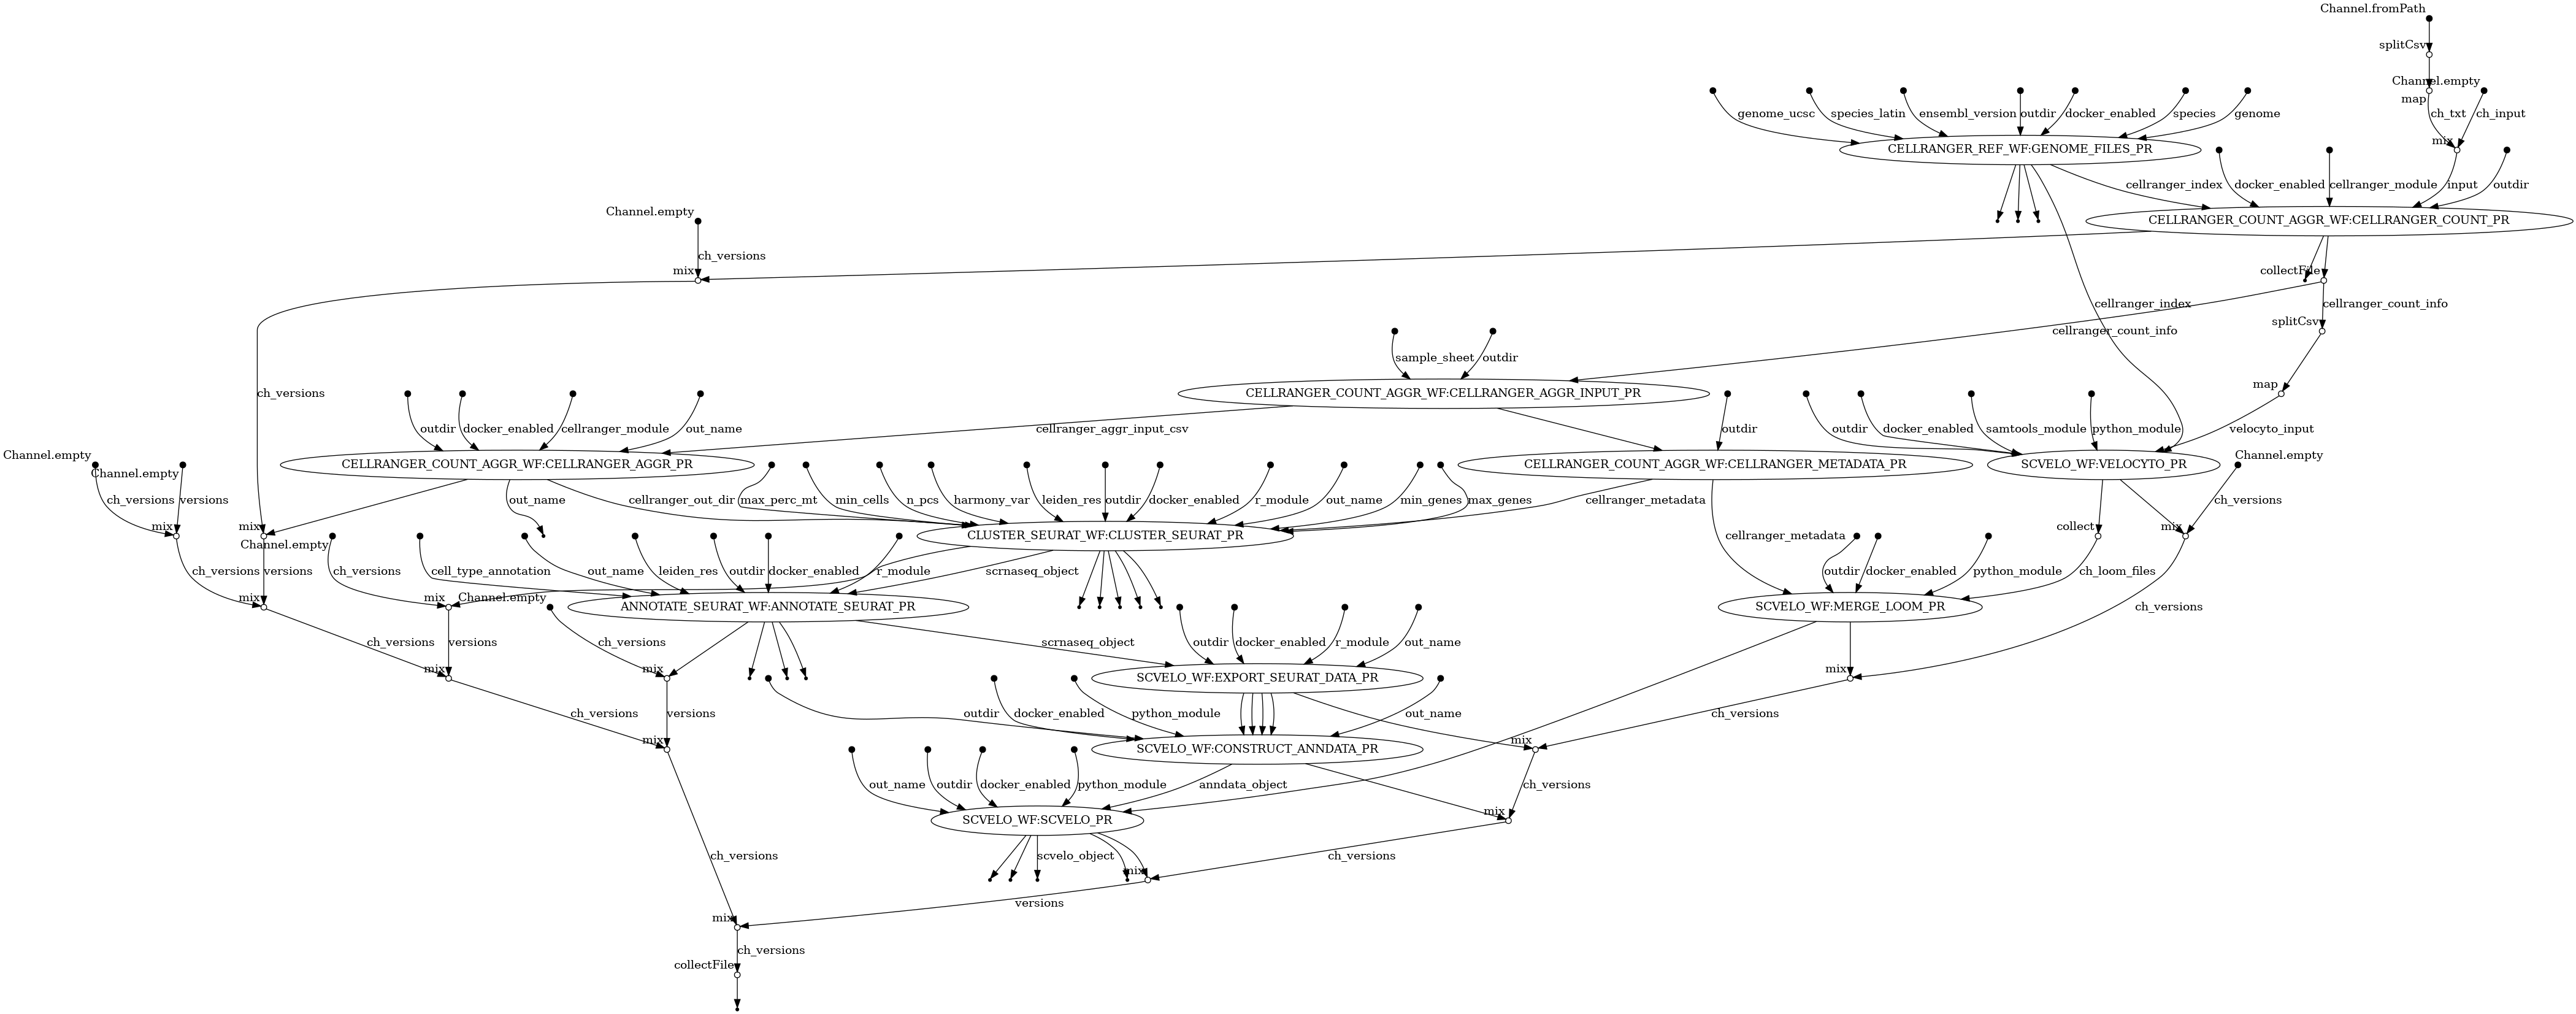 Channel.fromPath
splitCsv
Channel.empty
map
genome_ucsc
species_latin
ensembl_version
outdir
docker_enabled
species
genome
ch_txt
ch_input
mix
CELLRANGER_REF_WF:GENOME_FILES_PR
cellranger_index
docker_enabled
cellranger_module
input
outdir
Channel.empty
CELLRANGER_COUNT_AGGR_WF:CELLRANGER_COUNT_PR
ch_versions
mix
collectFile
cellranger_index
cellranger_count_info
splitCsv
cellranger_count_info
sample_sheet
outdir
map
ch_versions
CELLRANGER_COUNT_AGGR_WF:CELLRANGER_AGGR_INPUT_PR
outdir
docker_enabled
cellranger_module
out_name
cellranger_aggr_input_csv
outdir
outdir
docker_enabled
samtools_module
python_module
velocyto_input
Channel.empty
Channel.empty
CELLRANGER_COUNT_AGGR_WF:CELLRANGER_AGGR_PR
CELLRANGER_COUNT_AGGR_WF:CELLRANGER_METADATA_PR
SCVELO_WF:VELOCYTO_PR
Channel.empty
ch_versions
versions
out_name
cellranger_out_dir
max_perc_mt
min_cells
n_pcs
harmony_var
leiden_res
outdir
docker_enabled
r_module
out_name
min_genes
max_genes
cellranger_metadata
ch_versions
mix
mix
Channel.empty
CLUSTER_SEURAT_WF:CLUSTER_SEURAT_PR
cellranger_metadata
collect
mix
ch_versions
versions
ch_versions
cell_type_annotation
out_name
leiden_res
outdir
docker_enabled
r_module
scrnaseq_object
outdir
docker_enabled
python_module
ch_loom_files
mix
mix
Channel.empty
ANNOTATE_SEURAT_WF:ANNOTATE_SEURAT_PR
SCVELO_WF:MERGE_LOOM_PR
ch_versions
ch_versions
versions
ch_versions
scrnaseq_object
outdir
docker_enabled
r_module
out_name
mix
mix
SCVELO_WF:EXPORT_SEURAT_DATA_PR
mix
ch_versions
versions
outdir
docker_enabled
python_module
out_name
ch_versions
mix
SCVELO_WF:CONSTRUCT_ANNDATA_PR
mix
out_name
outdir
docker_enabled
python_module
anndata_object
ch_versions
SCVELO_WF:SCVELO_PR
mix
ch_versions
scvelo_object
ch_versions
mix
versions
mix
ch_versions
collectFile